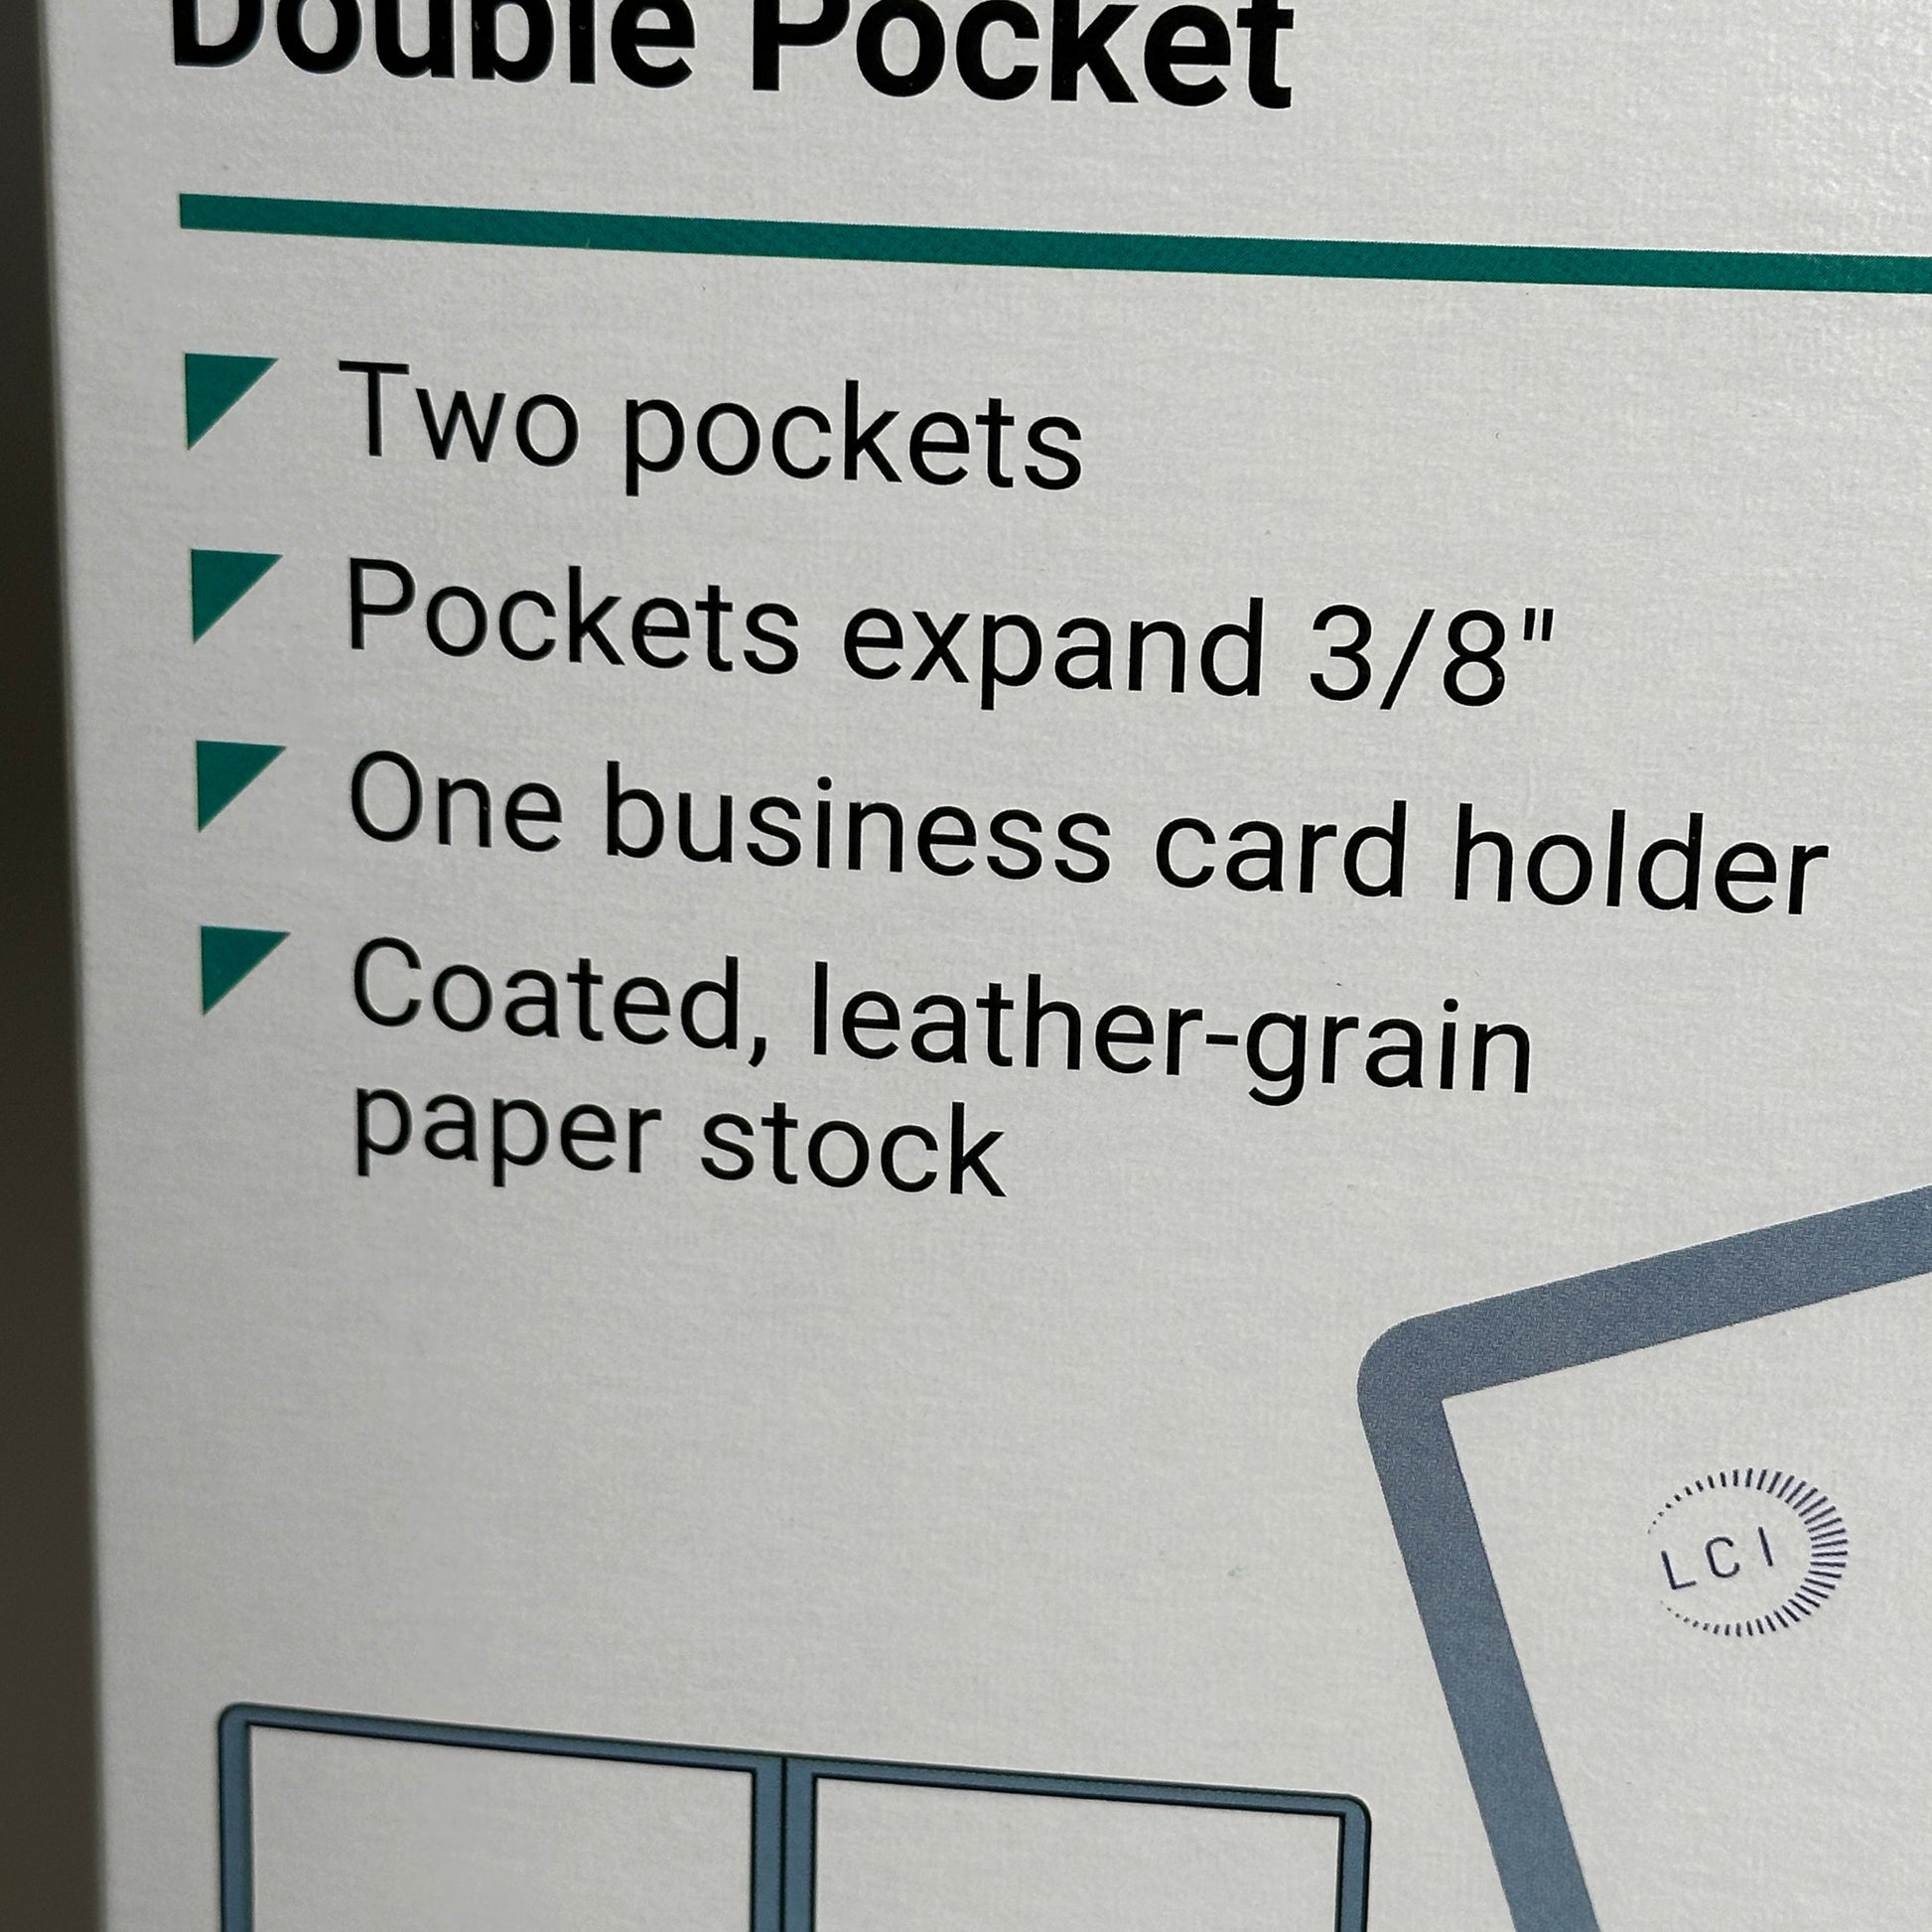 Double Pocket
Two pockets
Pockets expand 3/8"
One business card holder
Coated, leather-grain
paper stock
LCI